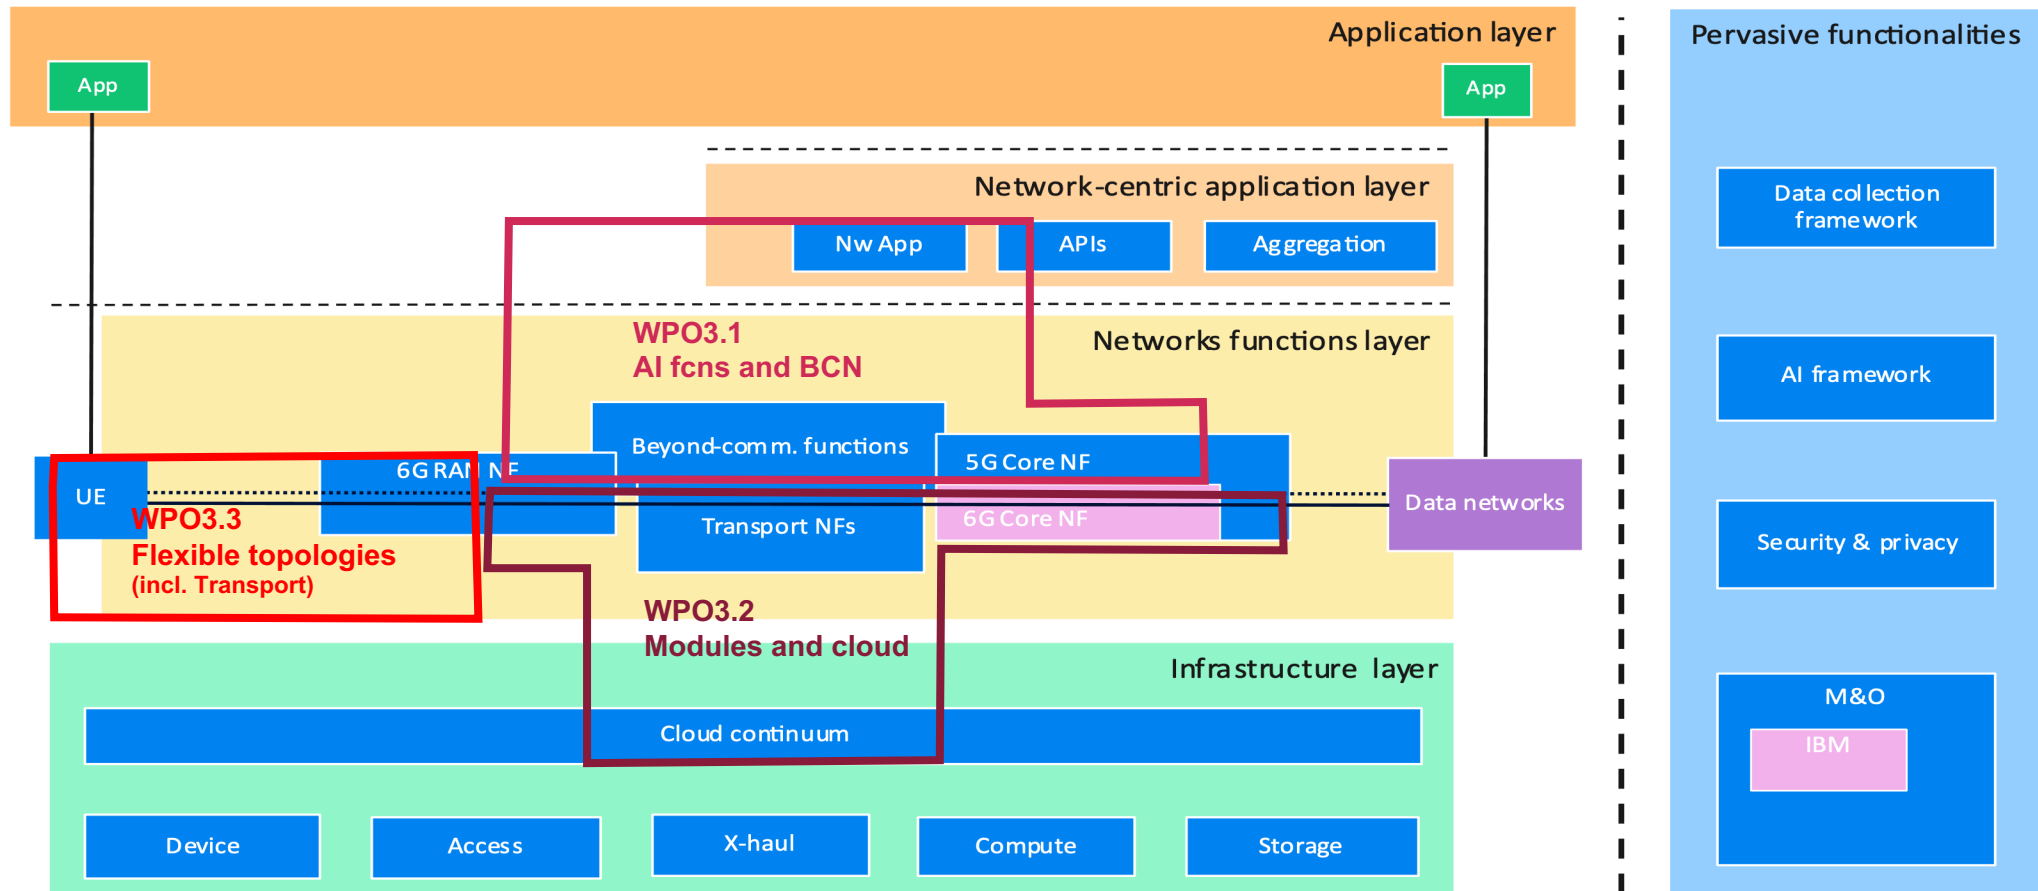 Application layer
Pervasive functionalities
App
App
Network-centric application layer
Nw App
APIs
Aggregation
Data collection
framework
WPO3.1
AI fcns and BCN
Networks functions layer
AI framework
Beyond-comm. functions
6G RAN NF
5G Core NF
UE
Data networks
WPO3.3
Flexible topologies
(incl. Transport)
Transport NFs
6G Core NF
Security & privacy
WPO3.2
Modules and cloud
Infrastructure layer
M&O
IBM
Cloud continuum
Device
Access
X-haul
Compute
Storage